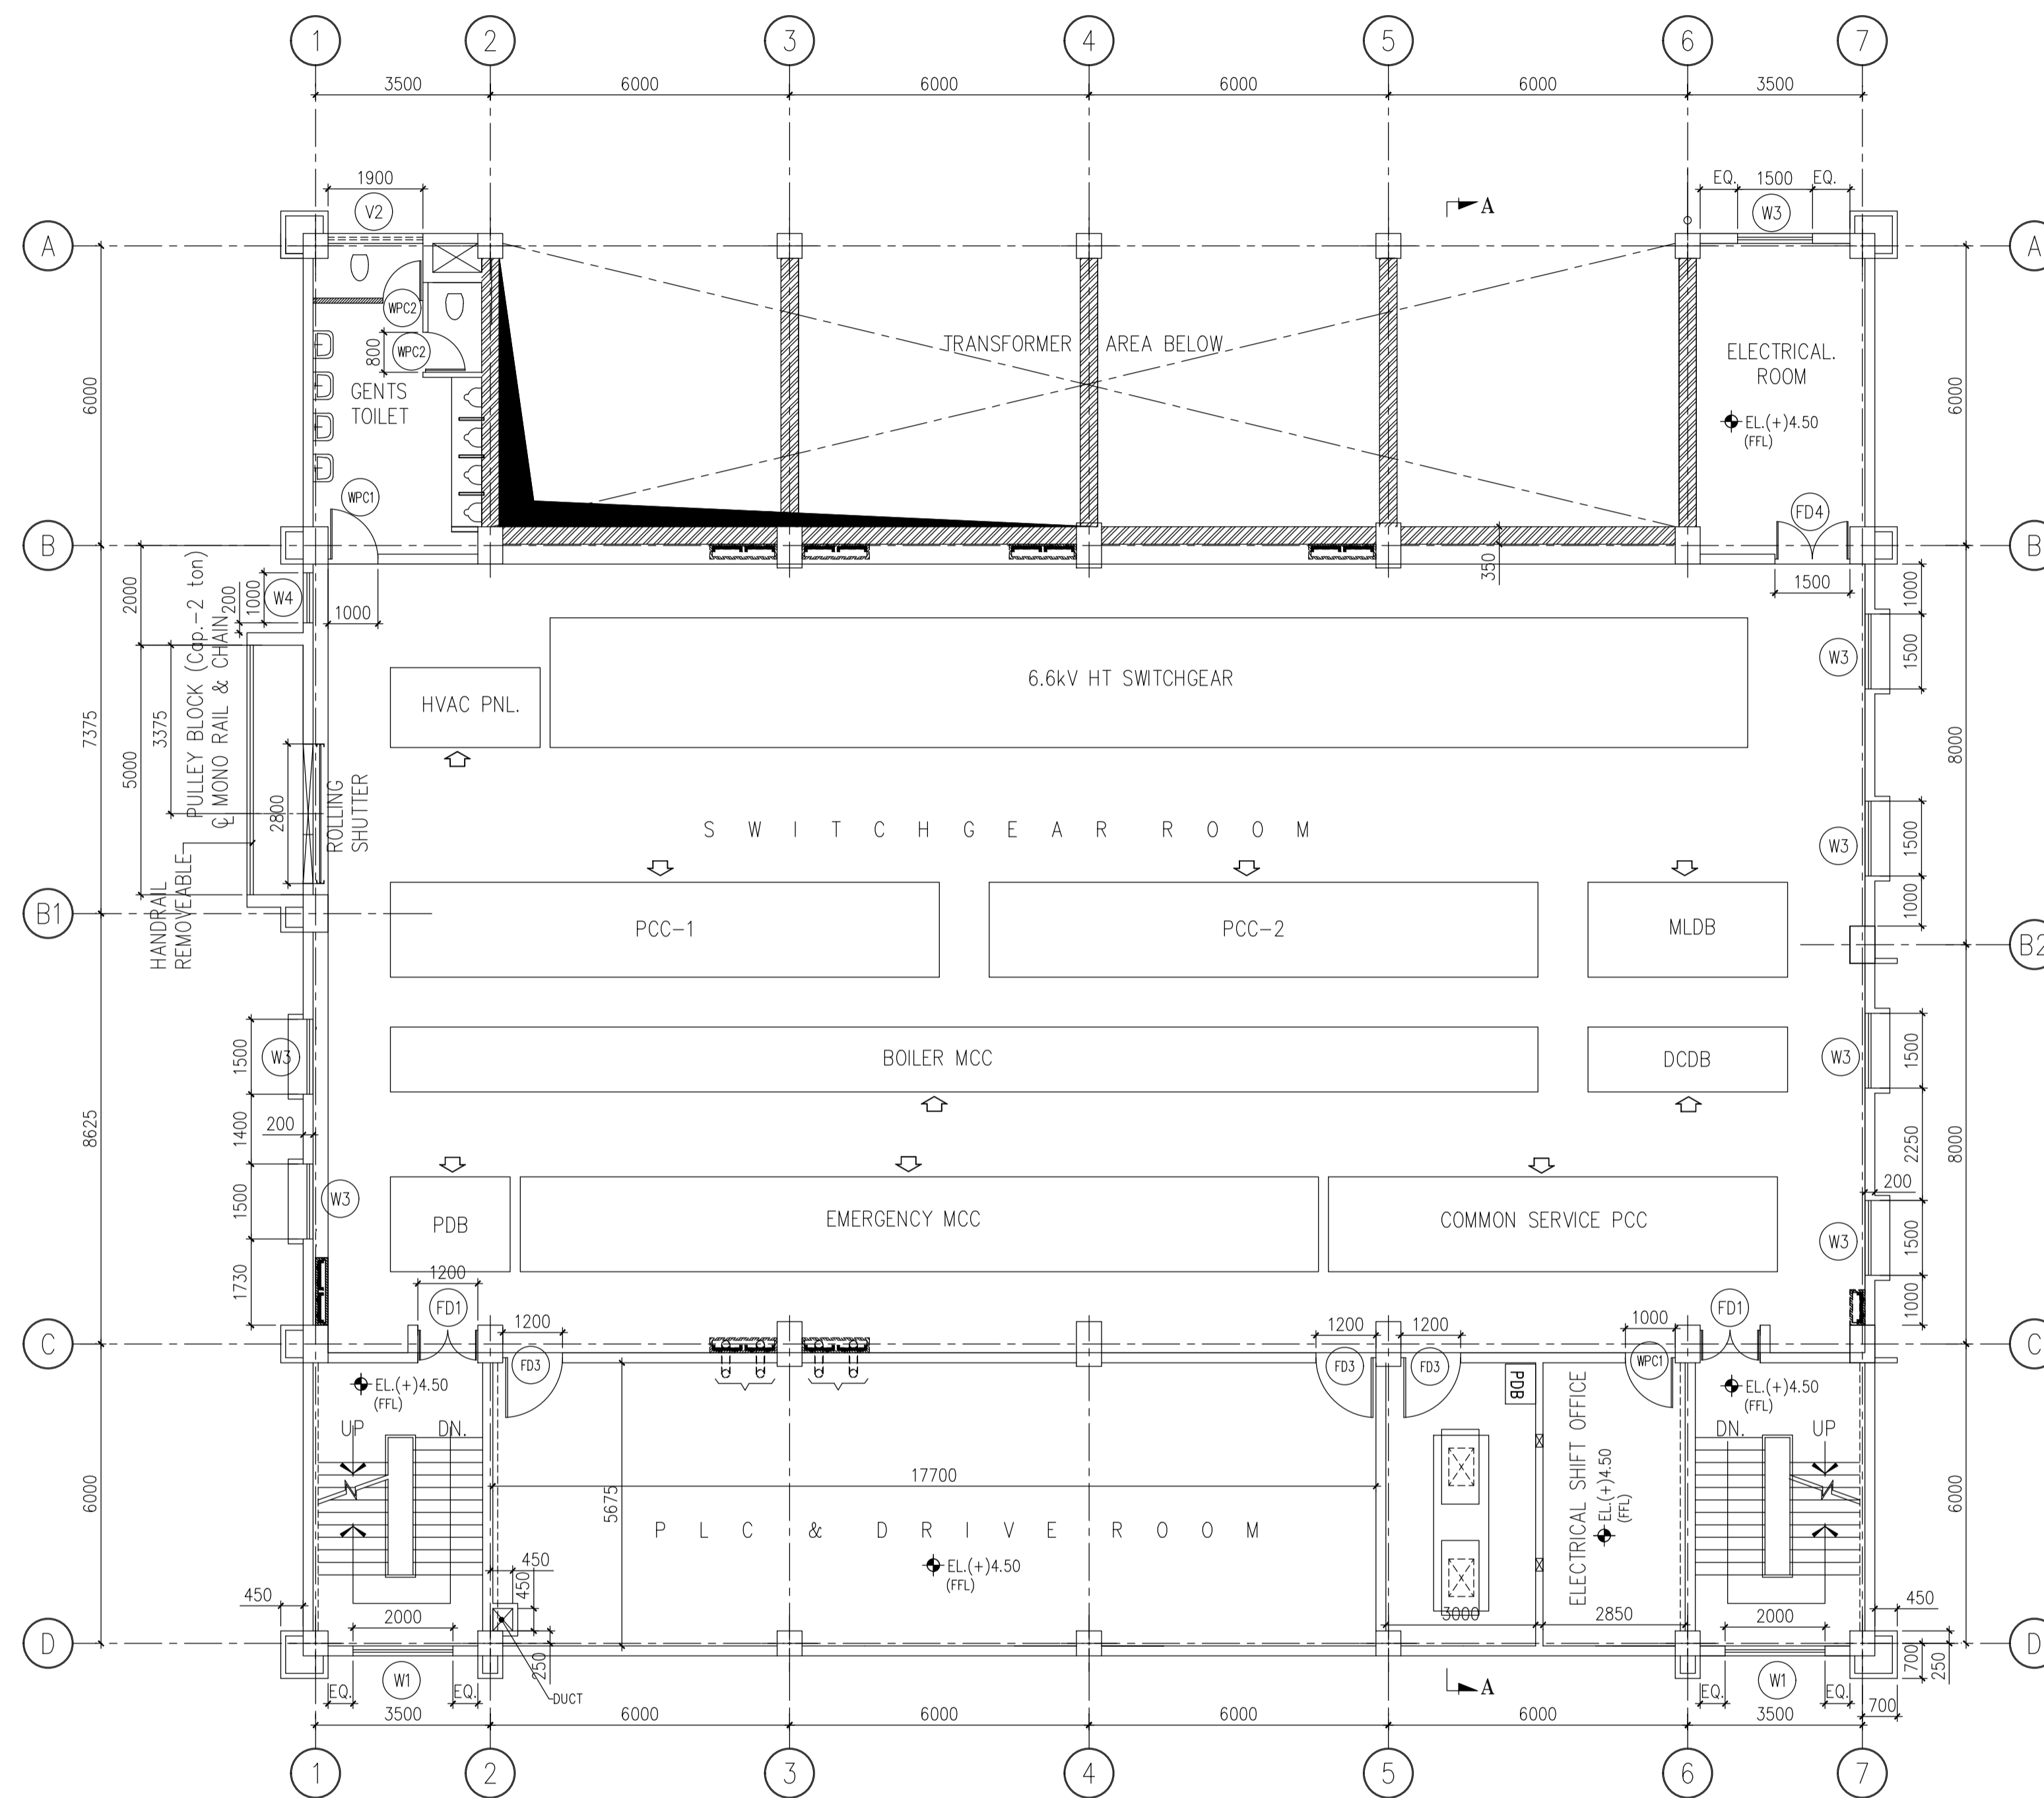 1 2 3 4 5 6 7
3500 6000 6000 6000 6000 3500
1900
V2
EQ. 1500 EQ.
W3
A
A A
WPC2
WPC2
800
GENTS
TOILET
TRANSFORMER AREA BELOW
ELECTRICAL.
ROOM
EL.(+)4.50
(FFL)
6000
6000
WPC1
FD4
B B
350
1500
2000
W4
1000
200
1000
1000
PULLEY BLOCK (Cap.-2 ton)
℄ MONO RAIL & CHAIN
6.6kV HT SWITCHGEAR
HVAC PNL.
W3
1500
7375
5000
3375
2800
ROLLING
SHUTTER
8000
SWITCHGEAR ROOM
W3
1500
1000
HANDRAIL
REMOVEABLE
B1 B2
PCC-1
PCC-2
MLDB
1500
W3
BOILER MCC
DCDB
W3
1500
8625
1400
200
2250
8000
200
1500
W3
PDB
EMERGENCY MCC
COMMON SERVICE PCC
W3
1500
1730
1000
1200
FD1
FD1
1200
FD3
1200
FD3
1200
FD3
1000
WPC1
C C
EL.(+)4.50
(FFL)
EL.(+)4.50
(FFL)
UP DN.
DN. UP
PDB
ELECTRICAL SHIFT OFFICE
EL.(+)4.50
(FFL)
17700
5675
6000
6000
PLC & DRIVE ROOM
EL.(+)4.50
(FFL)
450
450
450
450
2000
3000
2850
2000
D D
250
700
250
W1
W1
EQ. EQ.
DUCT
A
EQ. EQ.
3500 6000 6000 6000 6000 3500 700
1 2 3 4 5 6 7